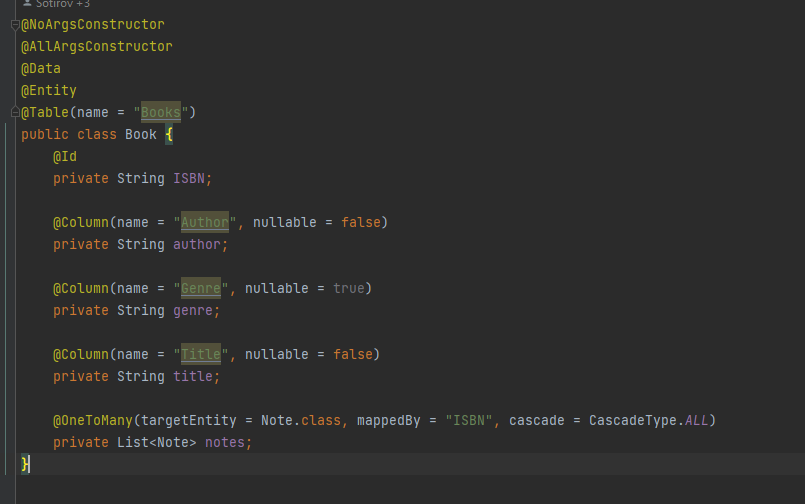 Sotirov +3
@NoArgsConstructor
@AllArgsConstructor
@Data
@Entity
@Table(name = "Books")
public class Book {
@Id
private String ISBN;
@Column(name = "Author", nullable = false)
private String author;
@Column(name = "Genre", nullable = true)
private String genre;
@Column(name = "Title", nullable = false)
private String title;
@OneToMany(targetEntity = Note.class, mappedBy = "ISBN", cascade = CascadeType.ALL)
private List<Note> notes;
}